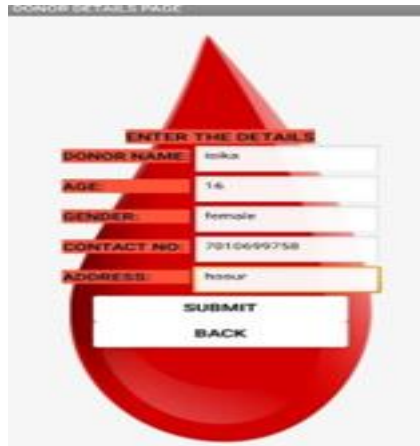 DONOR DETAILS PAGE
ENTER THE DETAILS
DONOR NAME:
AGE: 16
GENDER: female
CONTACT NO: 7010699758
ADDRESS: hosur
SUBMIT
BACK